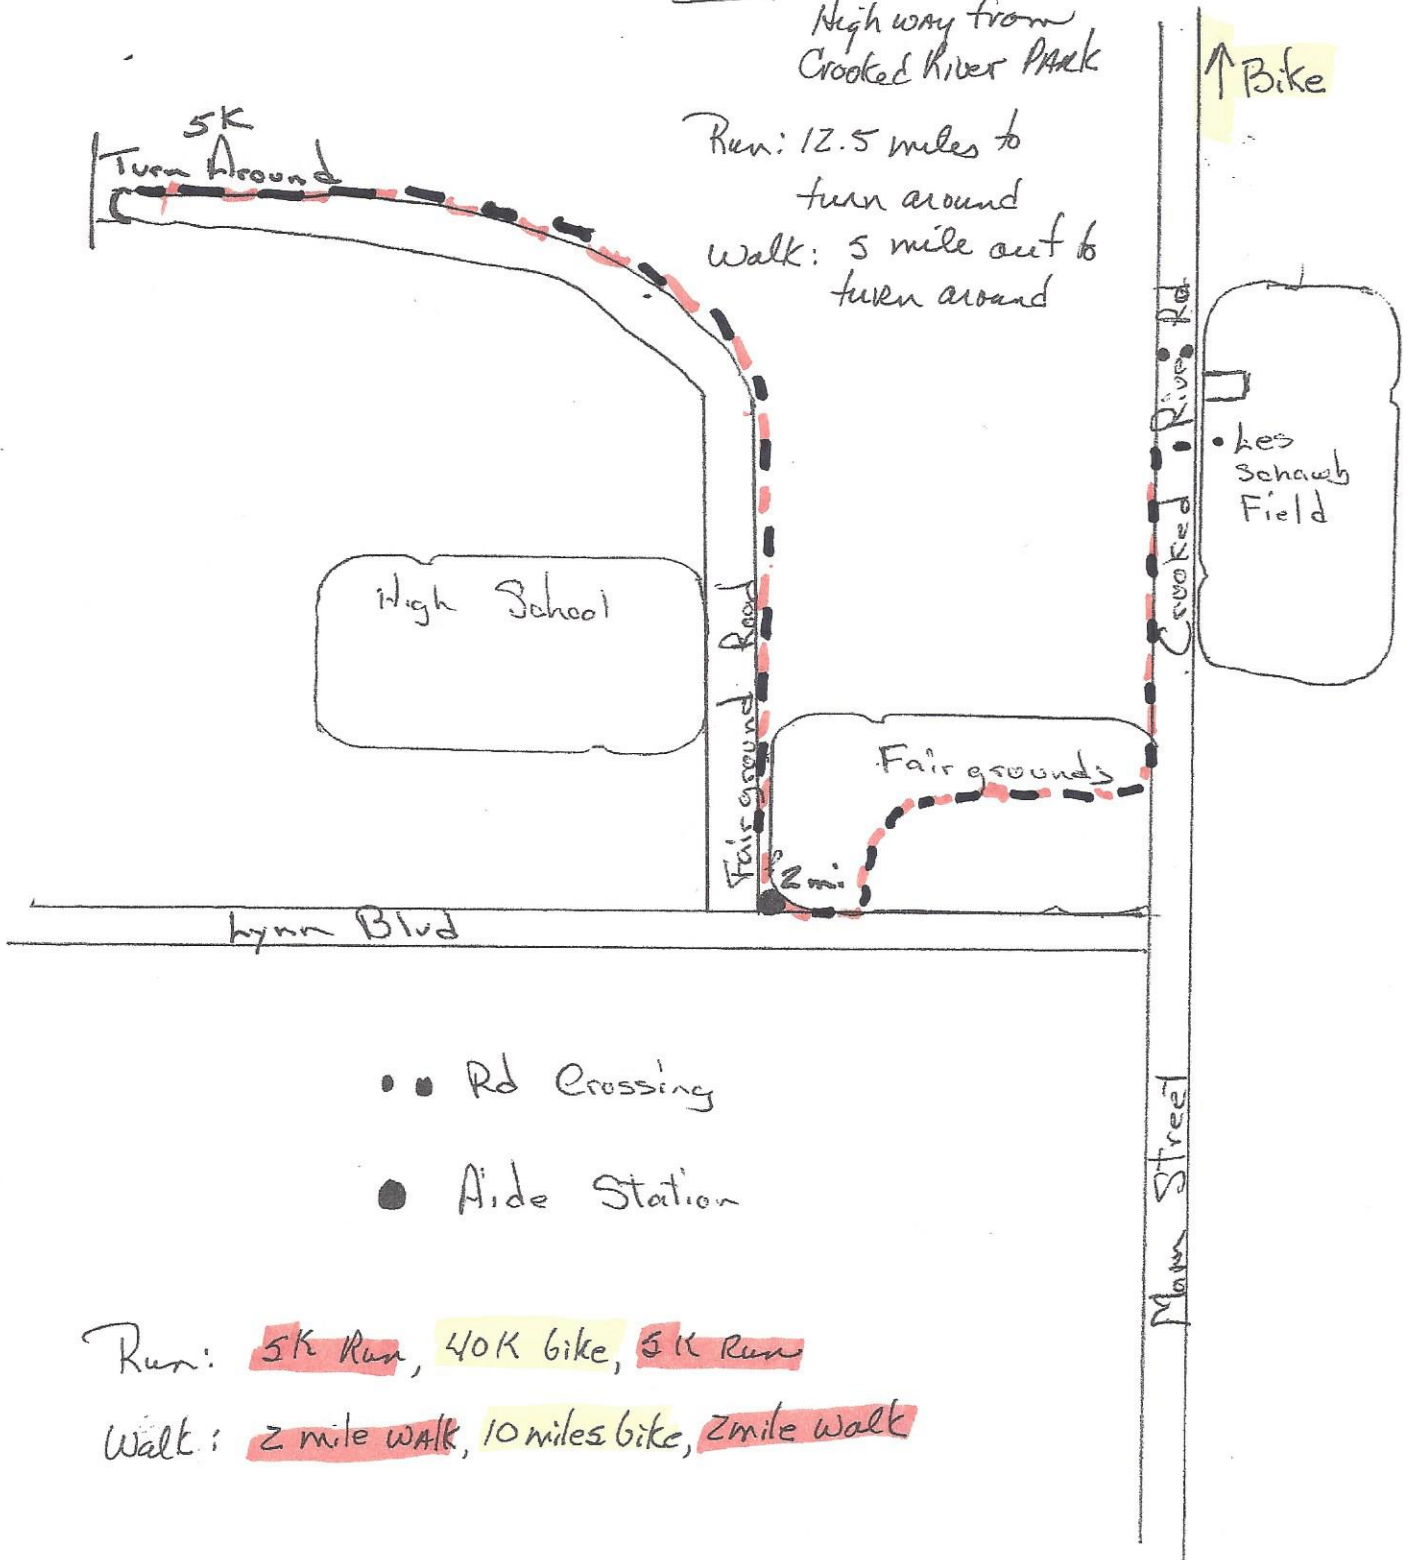 Highway from
Crooked River PARK
↑ Bike
Run: 12.5 miles to
turn around
Walk: 5 mile out to
turn around
5K
Turn Around
Crooked River Rd
• Les
Schawb
Field
High School
Fairground Road
Fairgrounds
2 mi.
Lynn Blvd
Main Street
Rd Crossing
Aide Station
Run: 5K Run, 40K bike, 5K Run
Walk: 2 mile WAlk, 10 miles bike, 2 mile walk